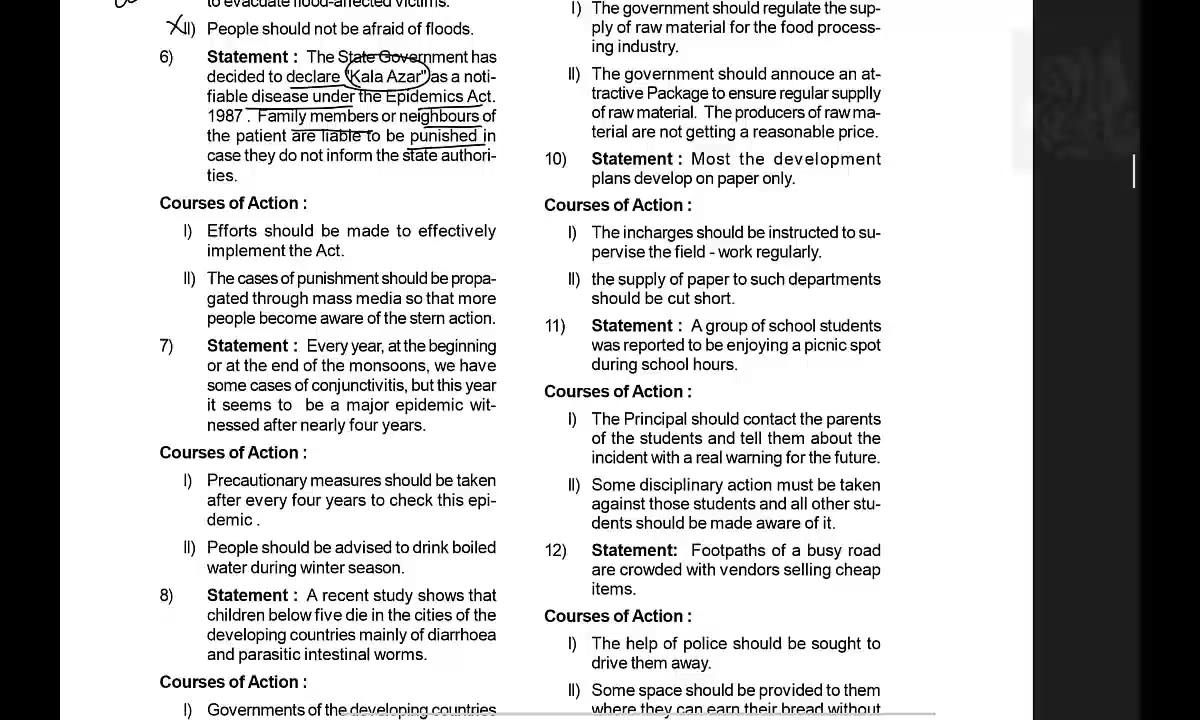 to evacuate flood-affected victims.
II) People should not be afraid of floods.
6) Statement : The State Government has
decided to declare "Kala Azar" as a noti-
fiable disease under the Epidemics Act.
1987 . Family members or neighbours of
the patient are liable to be punished in
case they do not inform the state authori-
ties.
Courses of Action :
I) Efforts should be made to effectively
implement the Act.
II) The cases of punishment should be propa-
gated through mass media so that more
people become aware of the stern action.
7) Statement : Every year, at the beginning
or at the end of the monsoons, we have
some cases of conjunctivitis, but this year
it seems to be a major epidemic wit-
nessed after nearly four years.
Courses of Action :
I) Precautionary measures should be taken
after every four years to check this epi-
demic .
II) People should be advised to drink boiled
water during winter season.
8) Statement : A recent study shows that
children below five die in the cities of the
developing countries mainly of diarrhoea
and parasitic intestinal worms.
Courses of Action :
I) Governments of the developing countries
I) The government should regulate the sup-
ply of raw material for the food process-
ing industry.
II) The government should annouce an at-
tractive Package to ensure regular supplly
of raw material. The producers of raw ma-
terial are not getting a reasonable price.
10) Statement : Most the development
plans develop on paper only.
Courses of Action :
I) The incharges should be instructed to su-
pervise the field - work regularly.
II) the supply of paper to such departments
should be cut short.
11) Statement : A group of school students
was reported to be enjoying a picnic spot
during school hours.
Courses of Action :
I) The Principal should contact the parents
of the students and tell them about the
incident with a real warning for the future.
II) Some disciplinary action must be taken
against those students and all other stu-
dents should be made aware of it.
12) Statement: Footpaths of a busy road
are crowded with vendors selling cheap
items.
Courses of Action :
I) The help of police should be sought to
drive them away.
II) Some space should be provided to them
where they can earn their bread without